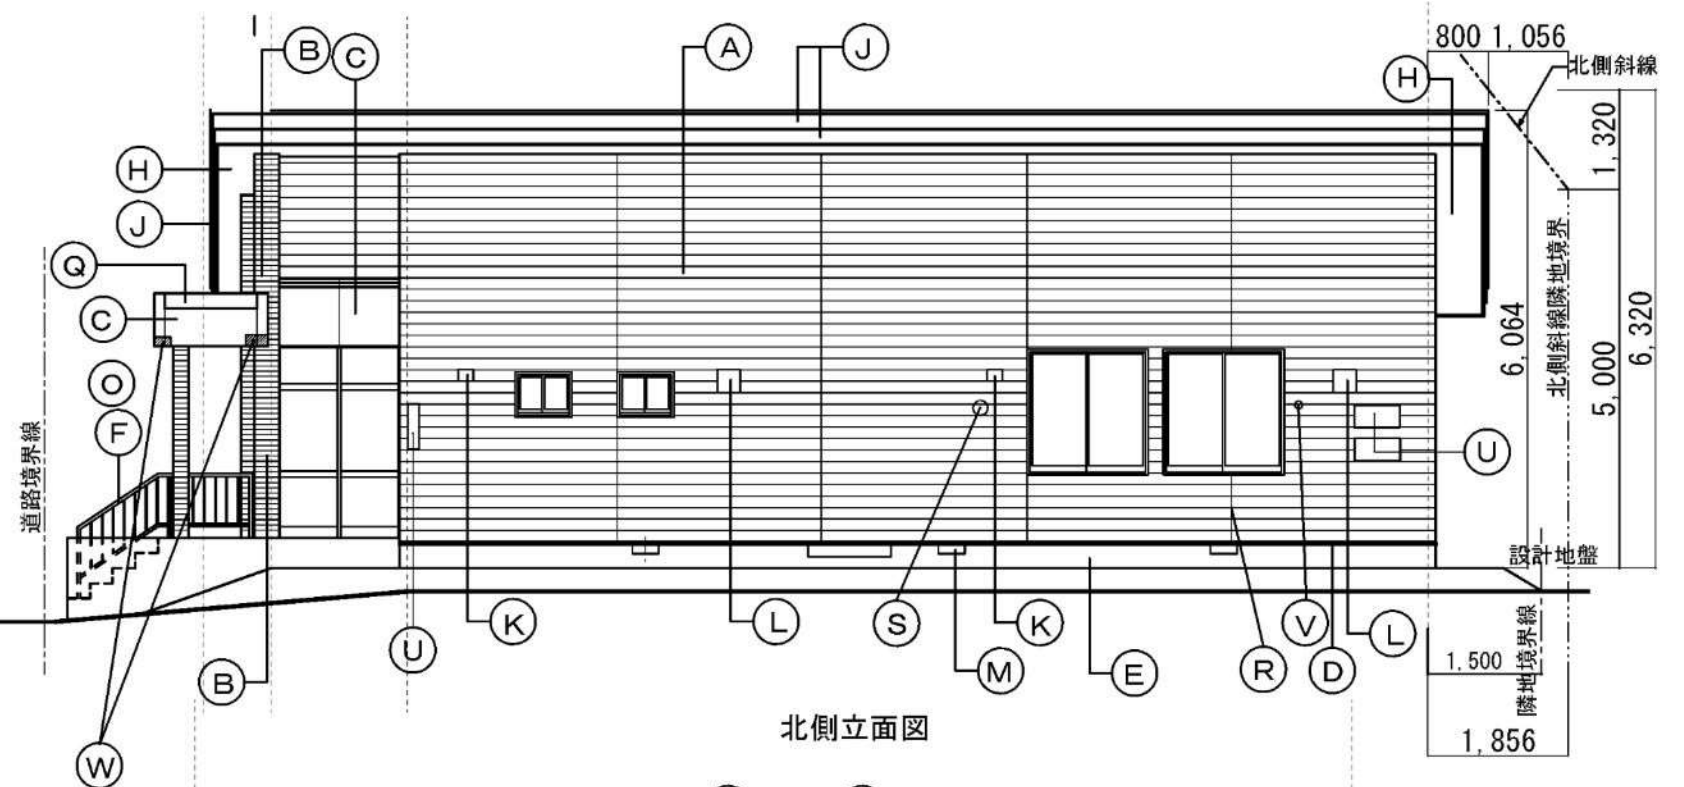 B
C
A
J
H
800 1,056
北側斜線
H
J
Q
C
O
F
道路境界線
1,320
5,000
6,320
6,064
北側斜線隣地境界
U
設計地盤
K
U
L
S
K
M
E
R
V
D
L
B
W
1,500
隣地境界線
1,856
北側立面図